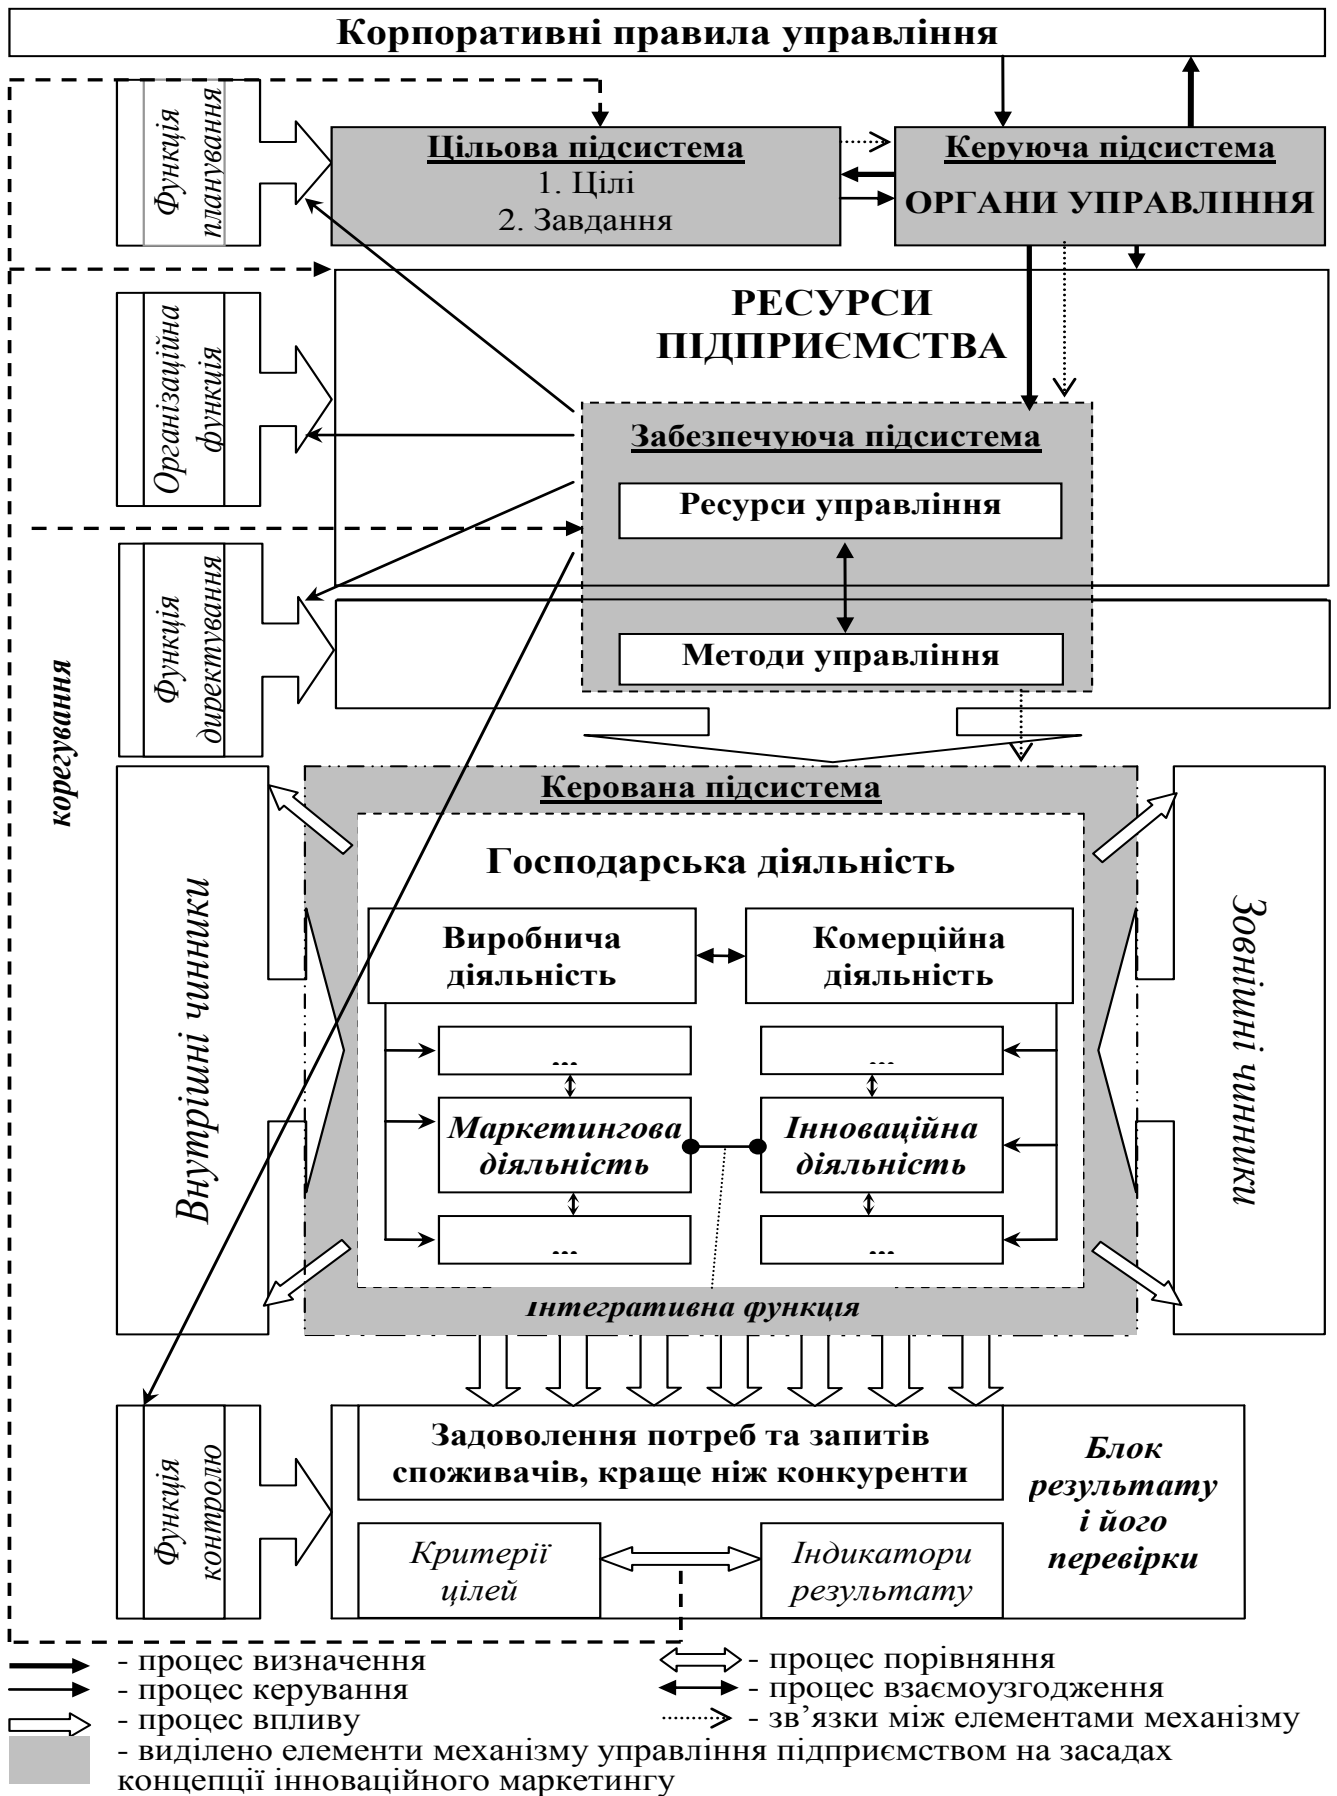 Корпоративні правила управління
Функція
планування
Цільова підсистема
1. Цілі
2. Завдання
Керуюча підсистема
ОРГАНИ УПРАВЛІННЯ
Організаційна
функція
РЕСУРСИ
ПІДПРИЄМСТВА
Забезпечуюча підсистема
Ресурси управління
Функція
директування
Методи управління
корегування
Керована підсистема
Господарська діяльність
Внутрішні чинники
Зовнішні чинники
Виробнича
діяльність
Комерційна
діяльність
...
...
Маркетингова
діяльність
Інноваційна
діяльність
...
...
Інтегративна функція
Функція
контролю
Задоволення потреб та запитів
споживачів, краще ніж конкуренти
Блок
результату
і його
перевірки
Критерії
цілей
Індикатори
результату
- процес визначення
- процес керування
- процес впливу
- процес порівняння
- процес взаємоузгодження
- зв’язки між елементами механізму
- виділено елементи механізму управління підприємством на засадах
концепції інноваційного маркетингу